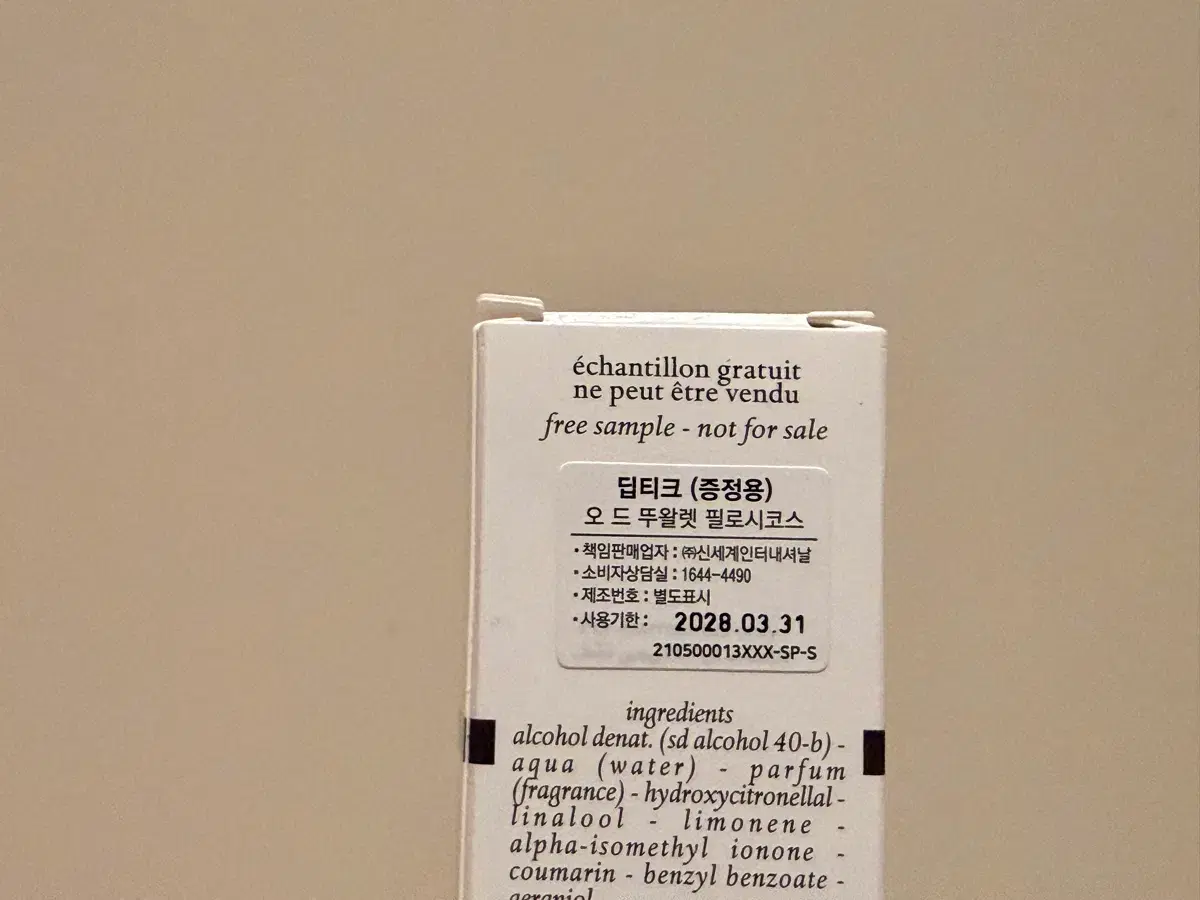 échantillon gratuit
ne peut être vendu
free sample - not for sale
딥티크 (증정용)
오 드 뚜왈렛 필로시코스
・책임판매업자 : ㈜신세계인터내셔날
・소비자상담실 : 1644-4490
・제조번호 : 별도표시
・사용기한 : 2028.03.31
210500013XXX-SP-S
ingredients
alcohol denat. (sd alcohol 40-b) -
aqua (water) - parfum
(fragrance) - hydroxycitronellal -
linalool - limonene -
alpha-isomethyl ionone -
coumarin - benzyl benzoate -
geraniol